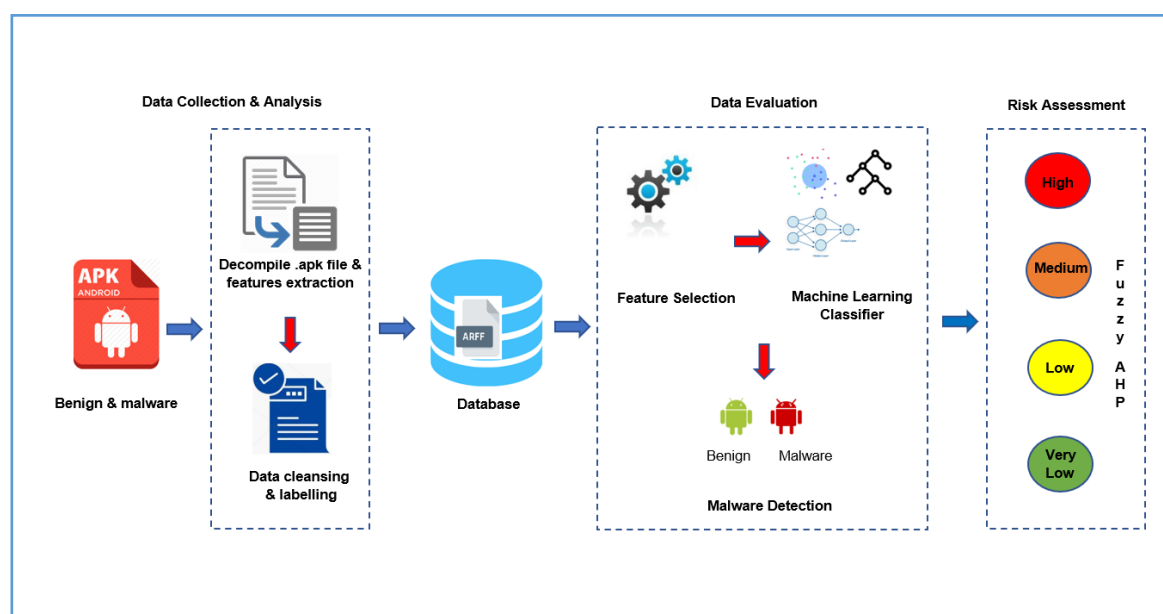 Data Collection & Analysis
Data Evaluation
Risk Assessment
APK
ANDROID
Benign & malware
Decompile .apk file &
features extraction
Data cleansing
& labelling
ARFF
Database
Feature Selection
Machine Learning
Classifier
Benign
Malware
Malware Detection
High
Medium
Low
Very
Low
F
u
z
z
y
A
H
P